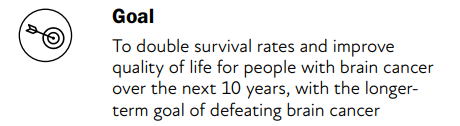 Goal
To double survival rates and improve
quality of life for people with brain cancer
over the next 10 years, with the longer-
term goal of defeating brain cancer